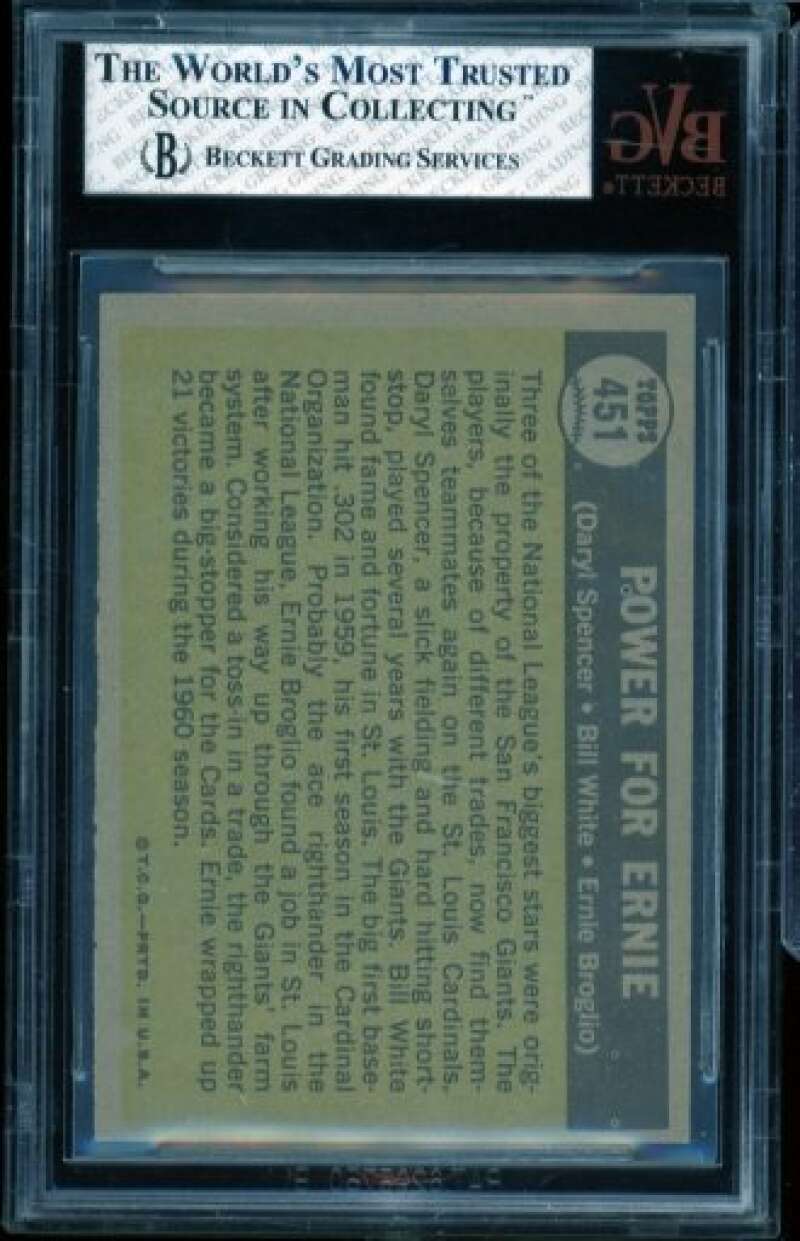 THE WORLD'S MOST TRUSTED
SOURCE IN COLLECTING™
(B) BECKETT GRADING SERVICES
BVG
BECKETT®
TOPPS
451
POWER FOR ERNIE
(Daryl Spencer • Bill White • Ernie Broglio)
Three of the National League's biggest stars were orig-
inally the property of the San Francisco Giants. The
players, because of different trades, now find them-
selves teammates again on the St. Louis Cardinals.
Daryl Spencer, a slick fielding and hard hitting short-
stop, played several years with the Giants. Bill White
found fame and fortune in St. Louis. The big first base-
man hit .302 in 1959, his first season in the Cardinal
Organization. Probably the ace righthander in the
National League, Ernie Broglio found a job in St. Louis
after working his way up through the Giants' farm
system. Considered a toss-in in a trade, the righthander
became a big-stopper for the Cards. Ernie wrapped up
21 victories during the 1960 season.
©T.C.G.—PRTD. IN U.S.A.